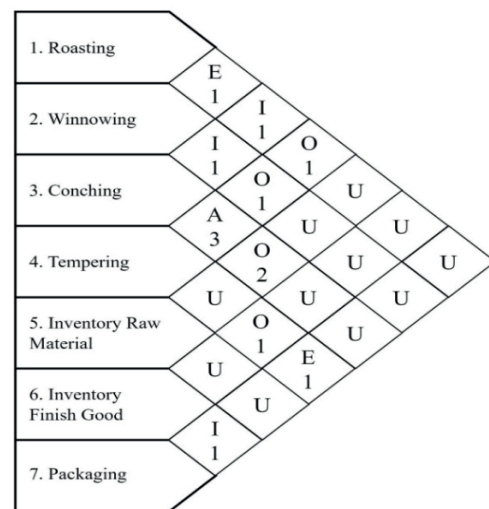 1. Roasting
E
1
I
1
2. Winnowing
O
1
I
1
U
O
1
3. Conching
U
U
A
3
U
O
2
U
4. Tempering
U
U
U
O
1
U
5. Inventory Raw
Material
E
1
U
6. Inventory
Finish Good
U
I
1
7. Packaging